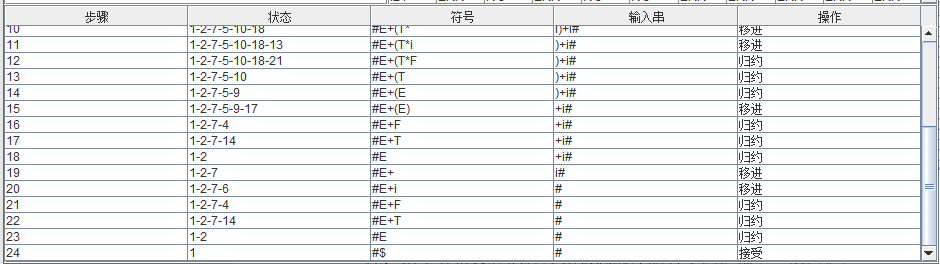 步骤 状态 符号 输入串 操作
10 1-2-7-5-10-18 #E+(T* i)+i# 移进
11 1-2-7-5-10-18-13 #E+(T*i )+i# 移进
12 1-2-7-5-10-18-21 #E+(T*F )+i# 归约
13 1-2-7-5-10 #E+(T )+i# 归约
14 1-2-7-5-9 #E+(E )+i# 归约
15 1-2-7-5-9-17 #E+(E) +i# 移进
16 1-2-7-4 #E+F +i# 归约
17 1-2-7-14 #E+T +i# 归约
18 1-2 #E +i# 归约
19 1-2-7 #E+ i# 移进
20 1-2-7-6 #E+i # 移进
21 1-2-7-4 #E+F # 归约
22 1-2-7-14 #E+T # 归约
23 1-2 #E # 归约
24 1 #$ # 接受